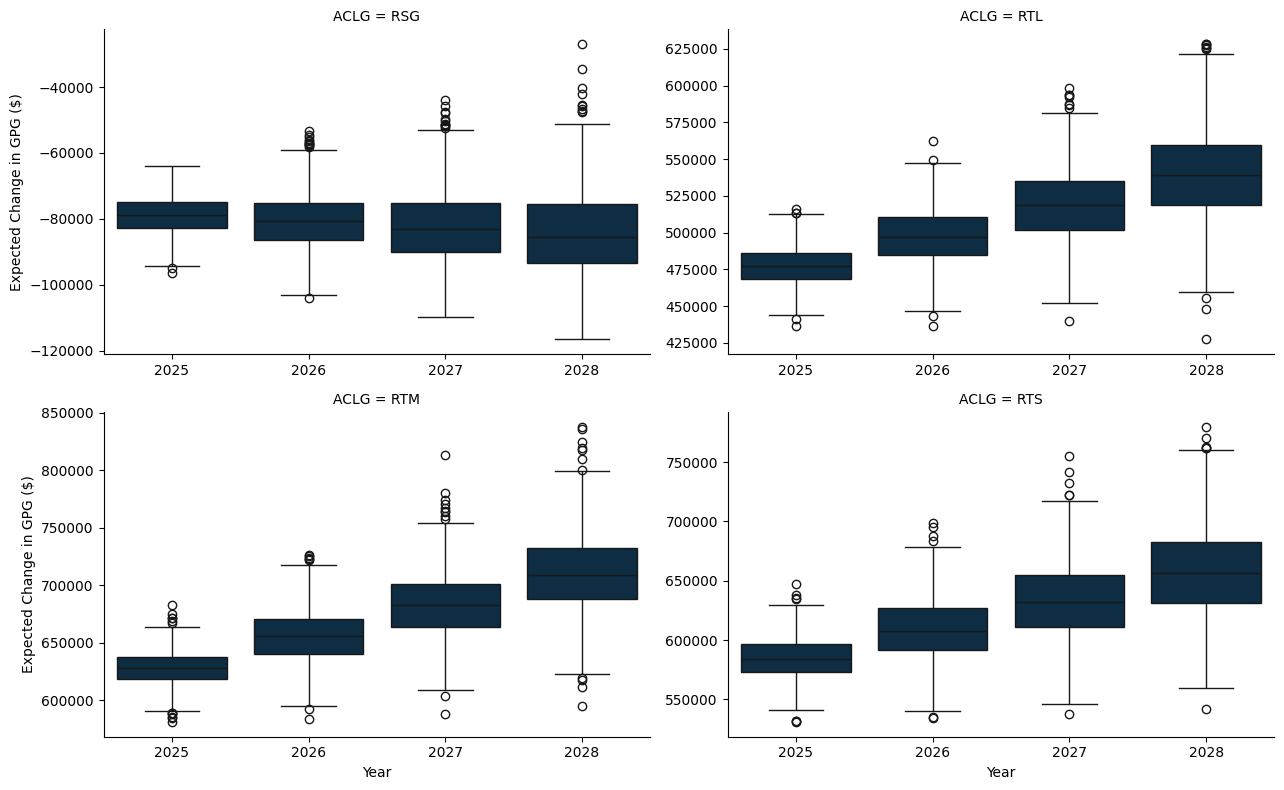 ACLG = RSG
Expected Change in GPG ($)
−40000
−60000
−80000
−100000
−120000
2025 2026 2027 2028
ACLG = RTL
625000
600000
575000
550000
525000
500000
475000
450000
425000
2025 2026 2027 2028
ACLG = RTM
Expected Change in GPG ($)
850000
800000
750000
700000
650000
600000
2025 2026 2027 2028
Year
ACLG = RTS
750000
700000
650000
600000
550000
2025 2026 2027 2028
Year